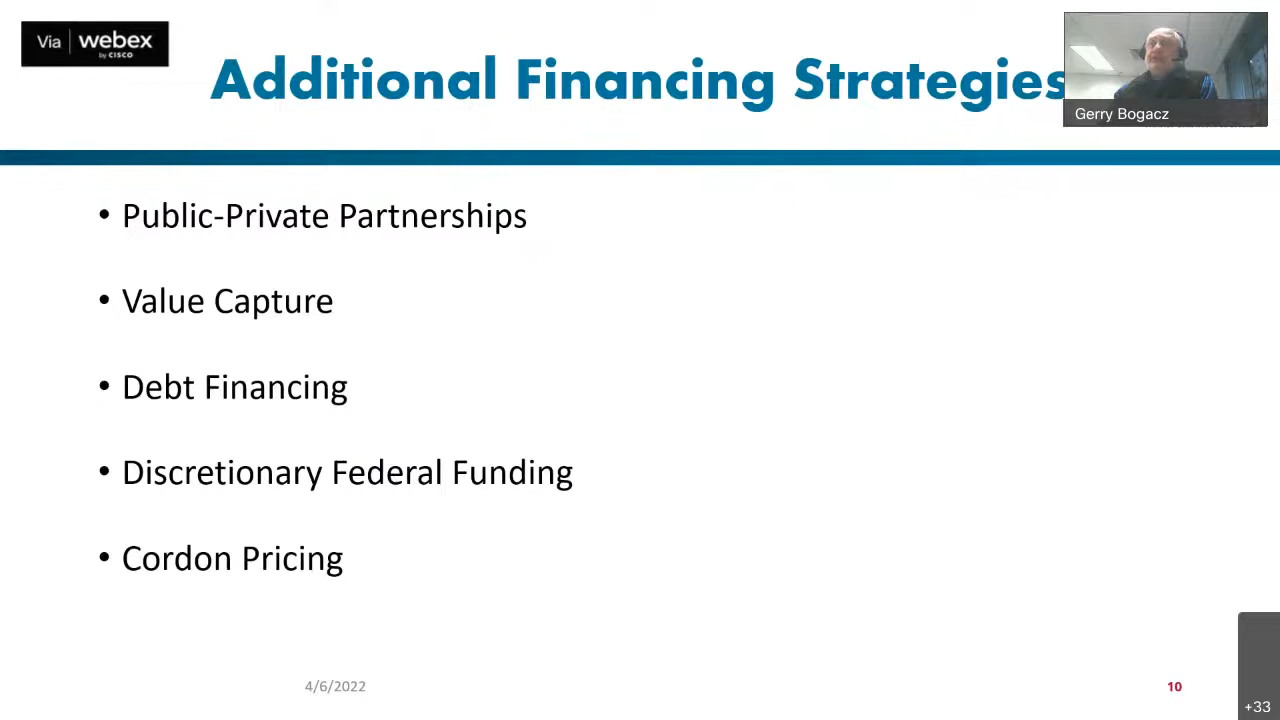 Via webex
by CISCO
Additional Financing Strategies
Gerry Bogacz
• Public-Private Partnerships
• Value Capture
• Debt Financing
• Discretionary Federal Funding
• Cordon Pricing
4/6/2022
10
+33